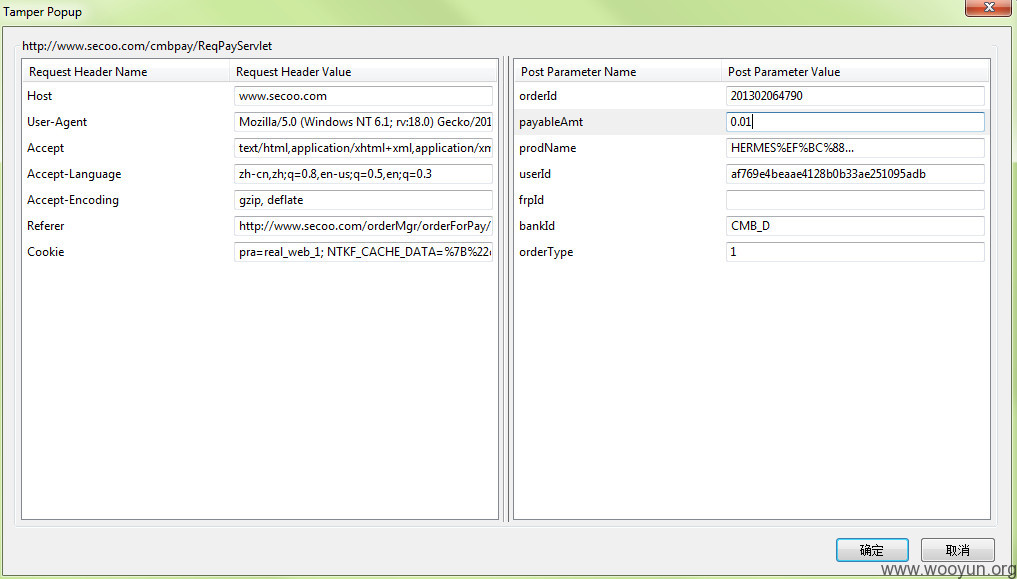 Tamper Popup
http://www.secoo.com/cmbpay/ReqPayServlet
Request Header Name Request Header Value
Host www.secoo.com
User-Agent Mozilla/5.0 (Windows NT 6.1; rv:18.0) Gecko/201
Accept text/html,application/xhtml+xml,application/xm
Accept-Language zh-cn,zh;q=0.8,en-us;q=0.5,en;q=0.3
Accept-Encoding gzip, deflate
Referer http://www.secoo.com/orderMgr/orderForPay/
Cookie pra=real_web_1; NTKF_CACHE_DATA=%7B%22
Post Parameter Name Post Parameter Value
orderId 201302064790
payableAmt 0.01
prodName HERMES%EF%BC%88...
userId af769e4beaae4128b0b33ae251095adb
frpId
bankId CMB_D
orderType 1
确定 取消
www.wooyun.org